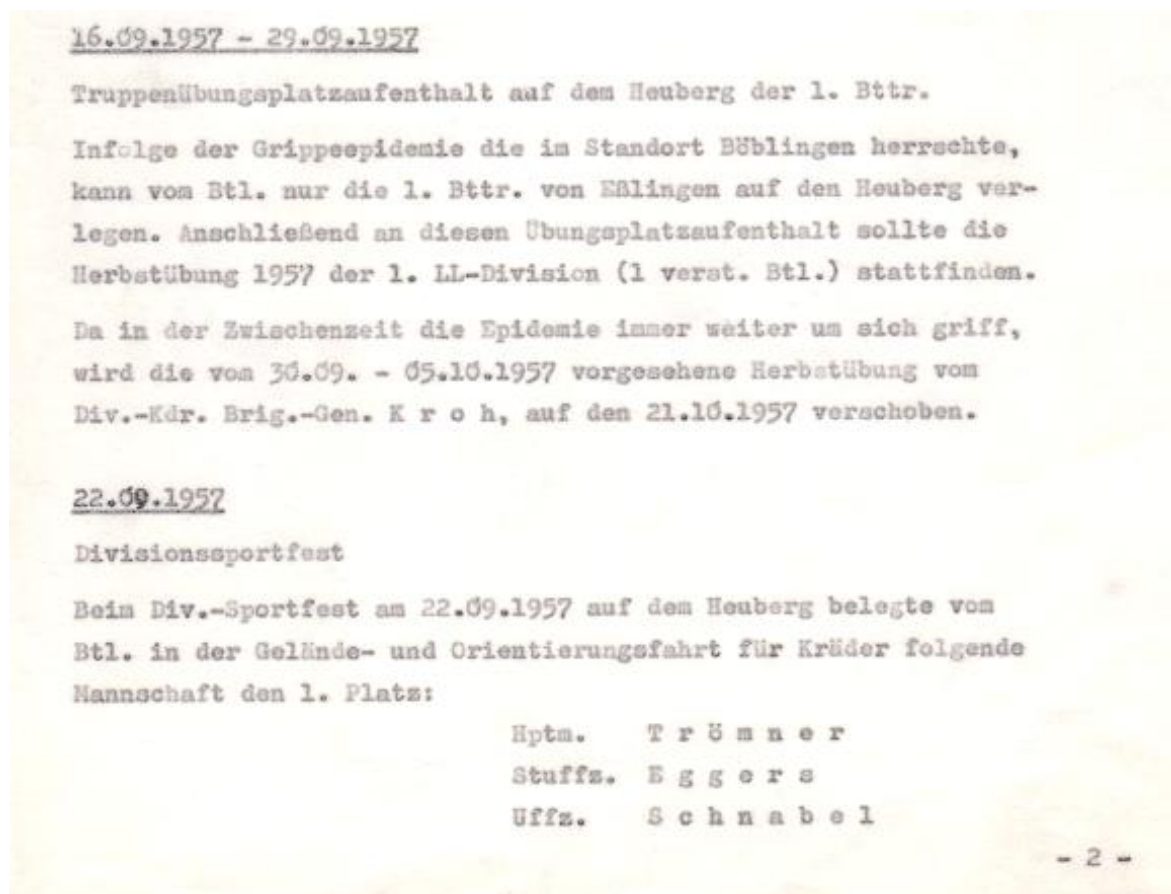 16.09.1957 - 29.09.1957
Truppenübungsplatzaufenthalt auf dem Heuberg der 1. Bttr.
Infolge der Grippeepidemie die im Standort Böblingen herrschte,
kann vom Btl. nur die 1. Bttr. von Eßlingen auf den Heuberg ver-
legen. Anschließend an diesen Übungsplatzaufenthalt sollte die
Herbstübung 1957 der 1. LL-Division (1 verst. Btl.) stattfinden.
Da in der Zwischenzeit die Epidemie immer weiter um sich griff,
wird die vom 30.09. - 05.10.1957 vorgesehene Herbstübung vom
Div.-Kdr. Brig.-Gen. K r o h, auf den 21.10.1957 verschoben.
22.09.1957
Divisionssportfest
Beim Div.-Sportfest am 22.09.1957 auf dem Heuberg belegte vom
Btl. in der Gelände- und Orientierungsfahrt für Kräder folgende
Mannschaft den 1. Platz:
Hptm. T r ö m n e r
Stuffz. E g g e r s
Uffz. S c h n a b e l
- 2 -